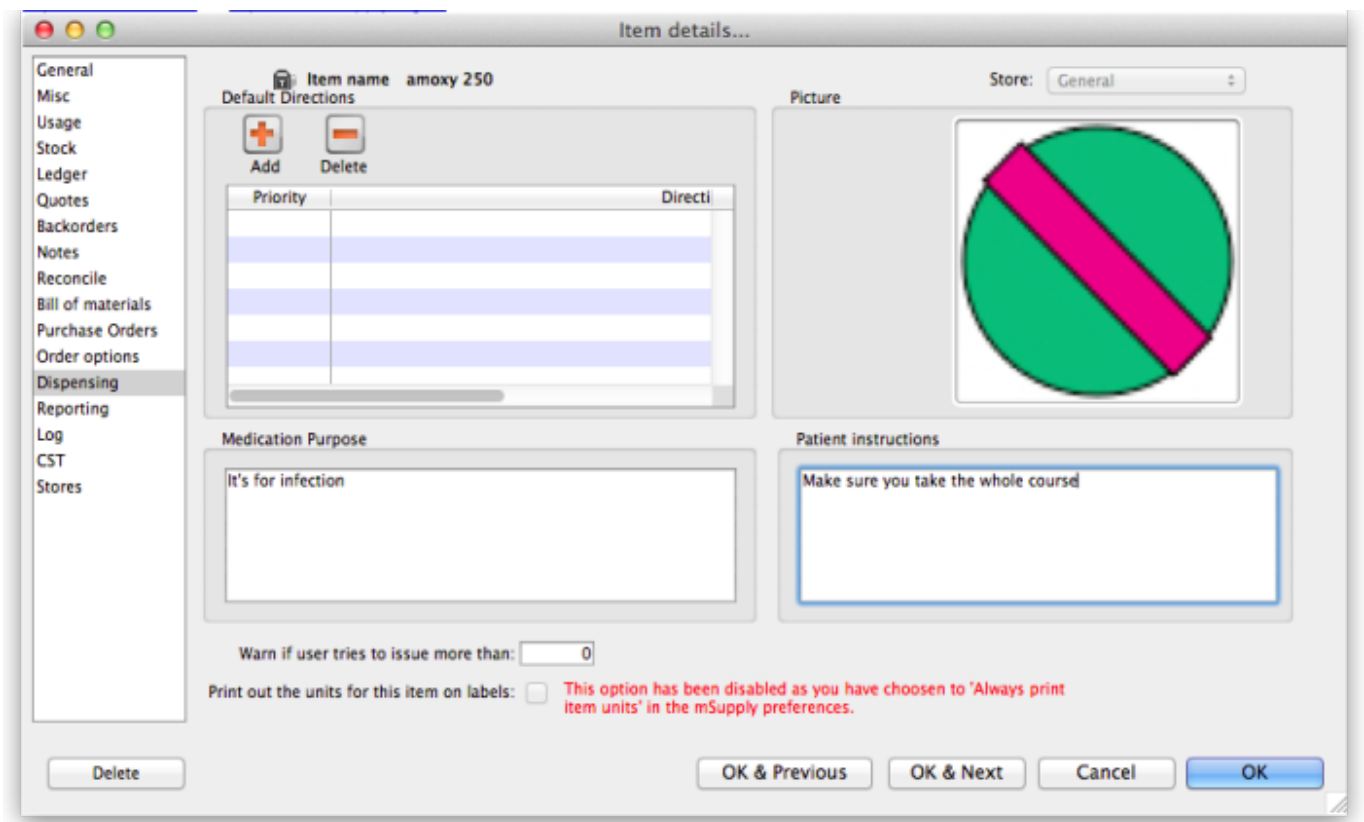 Item details...
General
Misc
Usage
Stock
Ledger
Quotes
Backorders
Notes
Reconcile
Bill of materials
Purchase Orders
Order options
Dispensing
Reporting
Log
CST
Stores
Item name amoxy 250
Store: General
Default Directions
Add Delete
Priority Directi
Picture
Medication Purpose
It's for infection
Patient instructions
Make sure you take the whole course
Warn if user tries to issue more than: 0
Print out the units for this item on labels:
This option has been disabled as you have choosen to 'Always print
item units' in the mSupply preferences.
Delete
OK & Previous OK & Next Cancel OK